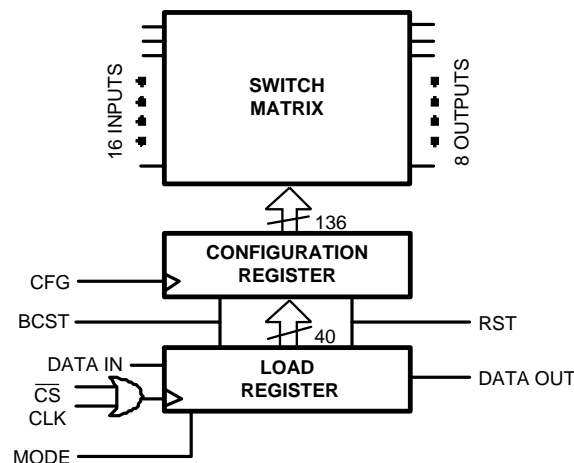 16 INPUTS
SWITCH
MATRIX
8 OUTPUTS
136
CONFIGURATION
REGISTER
CFG
BCST
RST
40
DATA IN
LOAD
REGISTER
DATA OUT
CS
CLK
MODE